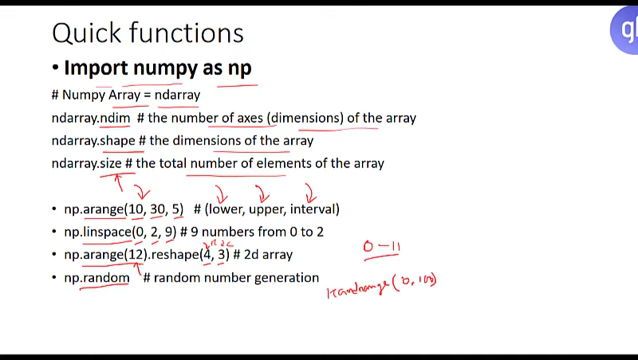 Quick functions
• Import numpy as np
# Numpy Array = ndarray
ndarray.ndim # the number of axes (dimensions) of the array
ndarray.shape # the dimensions of the array
ndarray.size # the total number of elements of the array
• np.arange(10, 30, 5) # (lower, upper, interval)
• np.linspace(0, 2, 9) # 9 numbers from 0 to 2
• np.arange(12).reshape(4, 3) # 2d array
0-11
• np.random # random number generation
randrange(0,100)